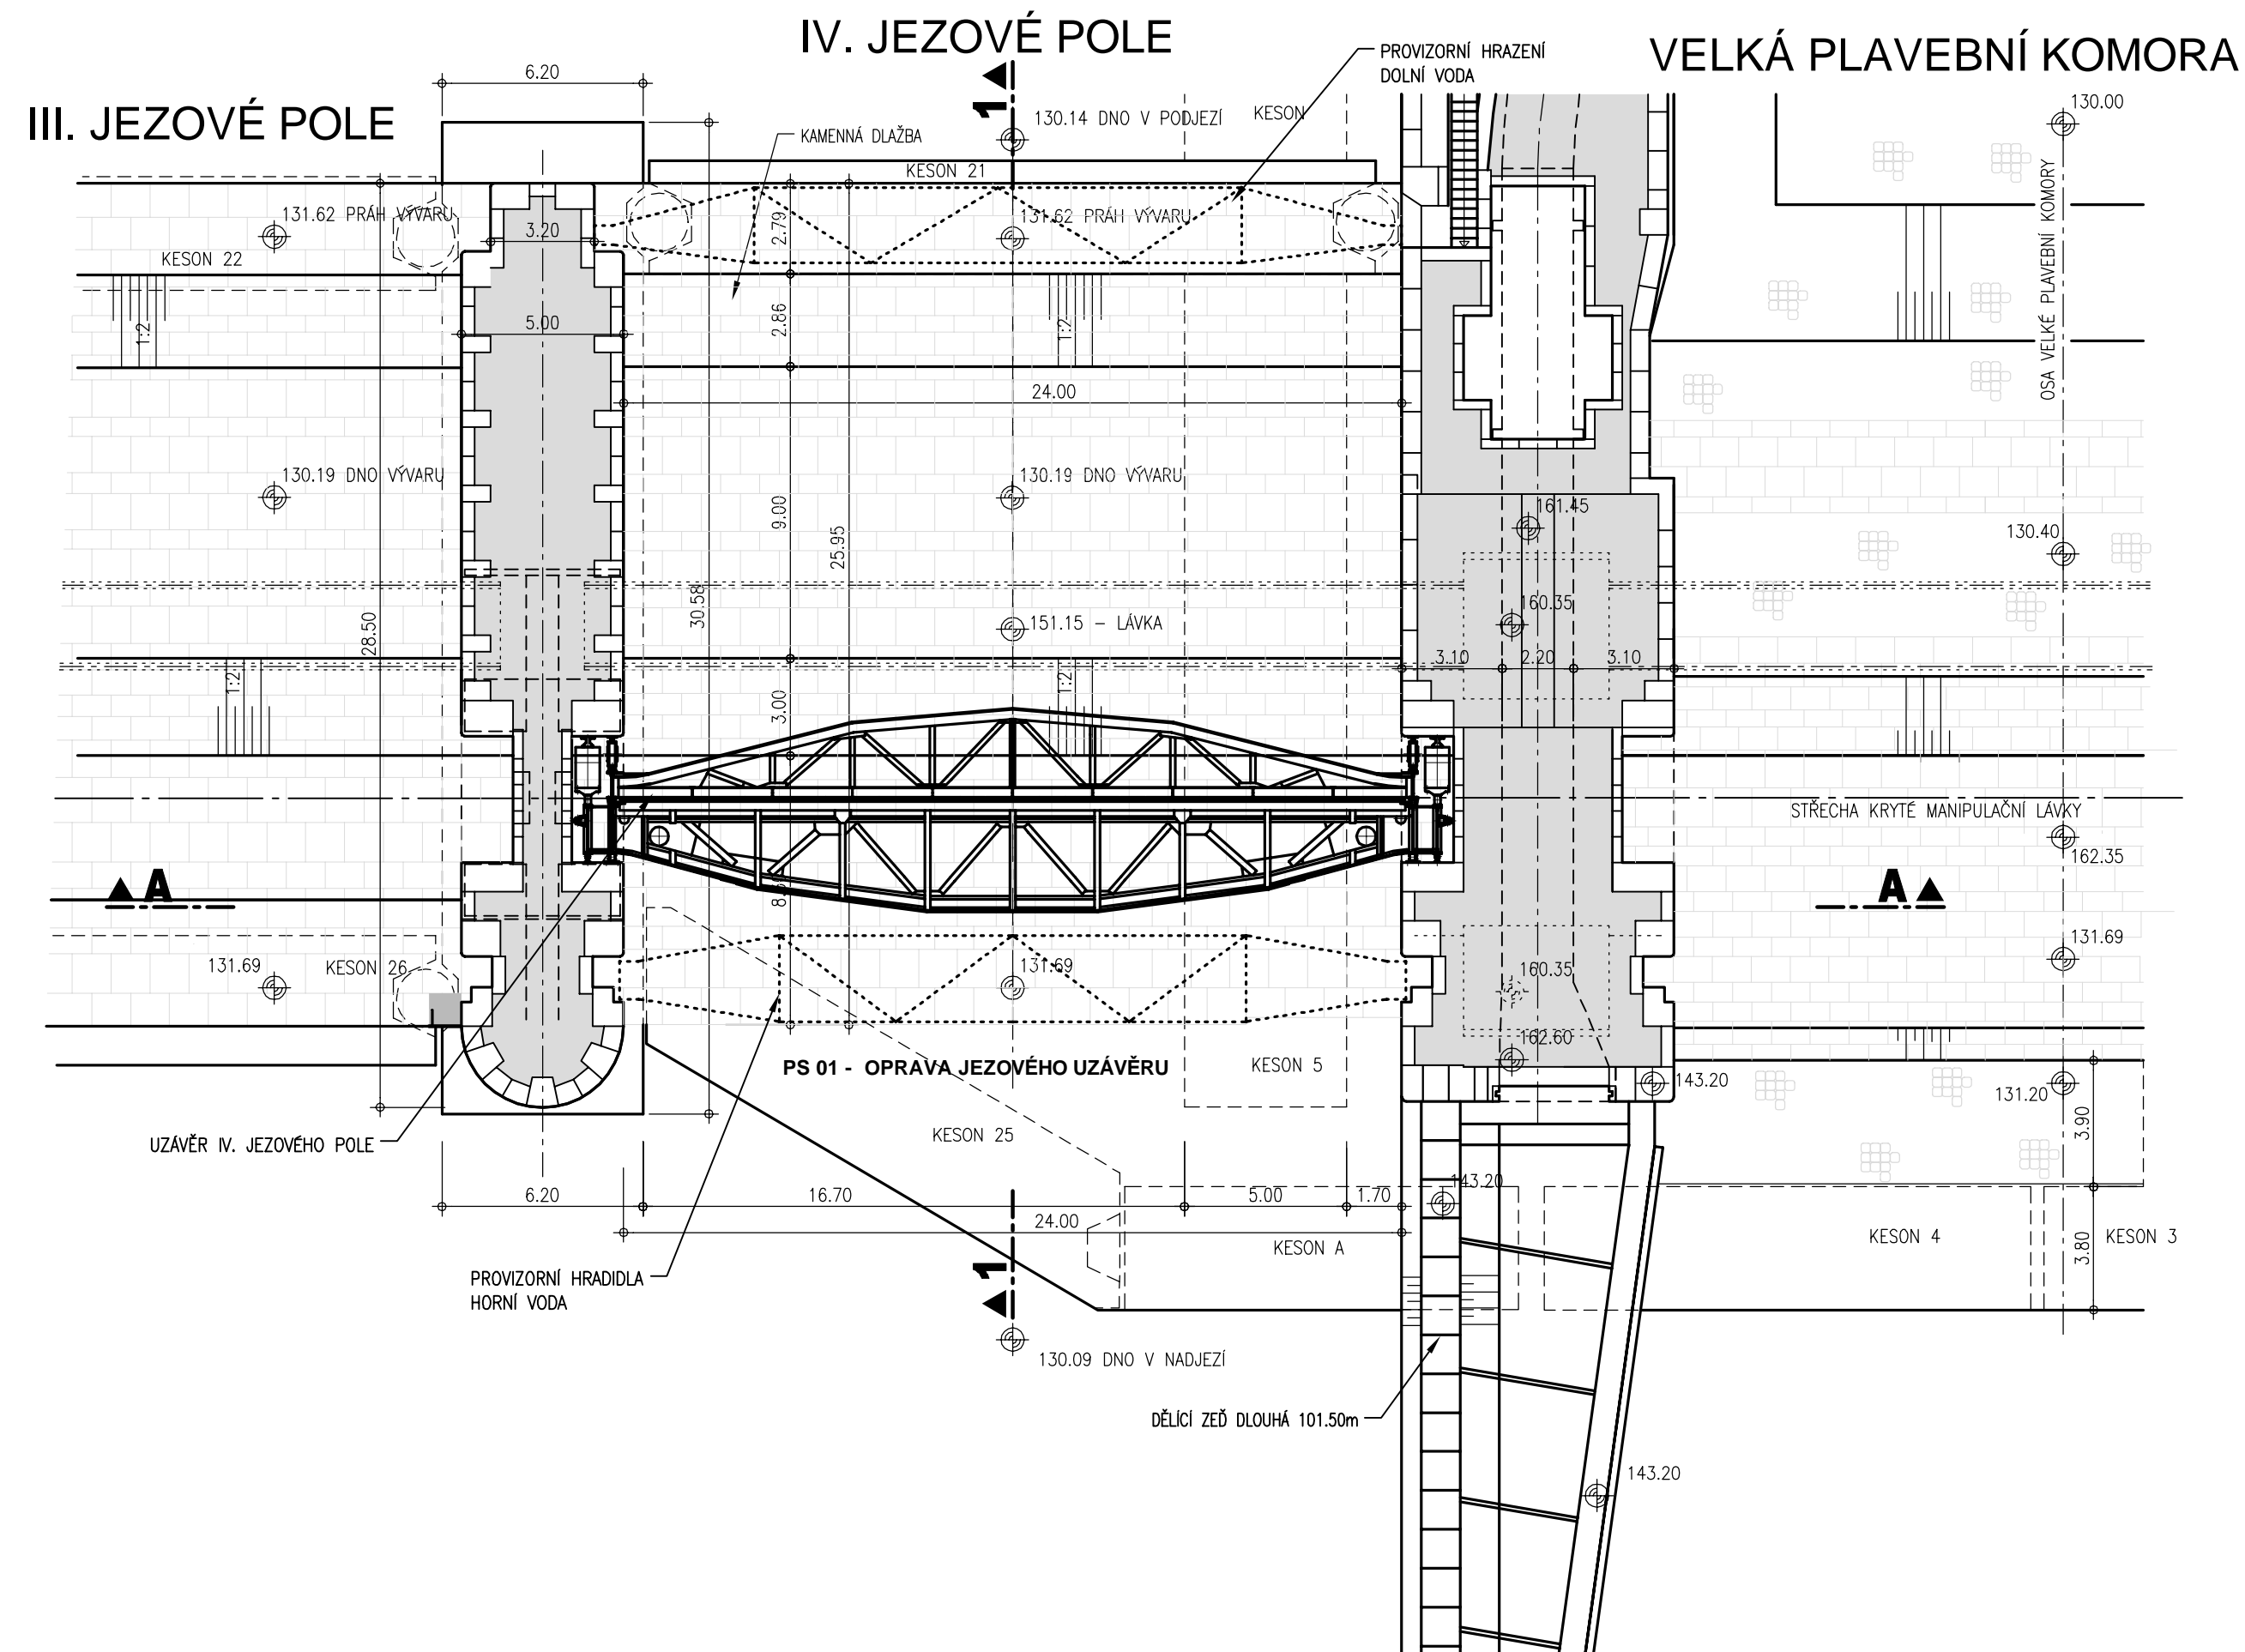 IV. JEZOVÉ POLE
VELKÁ PLAVEBNÍ KOMORA
III. JEZOVÉ POLE
PROVIZORNÍ HRAZENÍ
DOLNÍ VODA
6.20
1
130.14 DNO V PODJEZÍ
KESON
130.00
KAMENNÁ DLAŽBA
KESON 21
131.62 PRÁH VÝVARU
3.20
2.79
131.62 PRÁH VÝVARU
KESON 22
OSA VELKÉ PLAVEBNÍ KOMORY
1:2
5.00
2.86
1:2
24.00
130.19 DNO VÝVARU
130.19 DNO VÝVARU
9.00
25.95
161.45
130.40
28.50
30.58
151.15 – LÁVKA
160.35
3.10
2.20
3.10
1:2
3.00
1:2
STŘECHA KRYTÉ MANIPULAČNÍ LÁVKY
162.35
A
A
131.69
KESON 26
131.69
160.35
131.69
162.60
PS 01 - OPRAVA JEZOVÉHO UZÁVĚRU
KESON 5
143.20
131.20
UZÁVĚR IV. JEZOVÉHO POLE
KESON 25
3.90
6.20
16.70
5.00
1.70
143.20
24.00
KESON A
KESON 4
3.80
KESON 3
PROVIZORNÍ HRADIDLA
HORNÍ VODA
1
130.09 DNO V NADJEZÍ
DĚLÍCÍ ZEĎ DLOUHÁ 101.50m
143.20